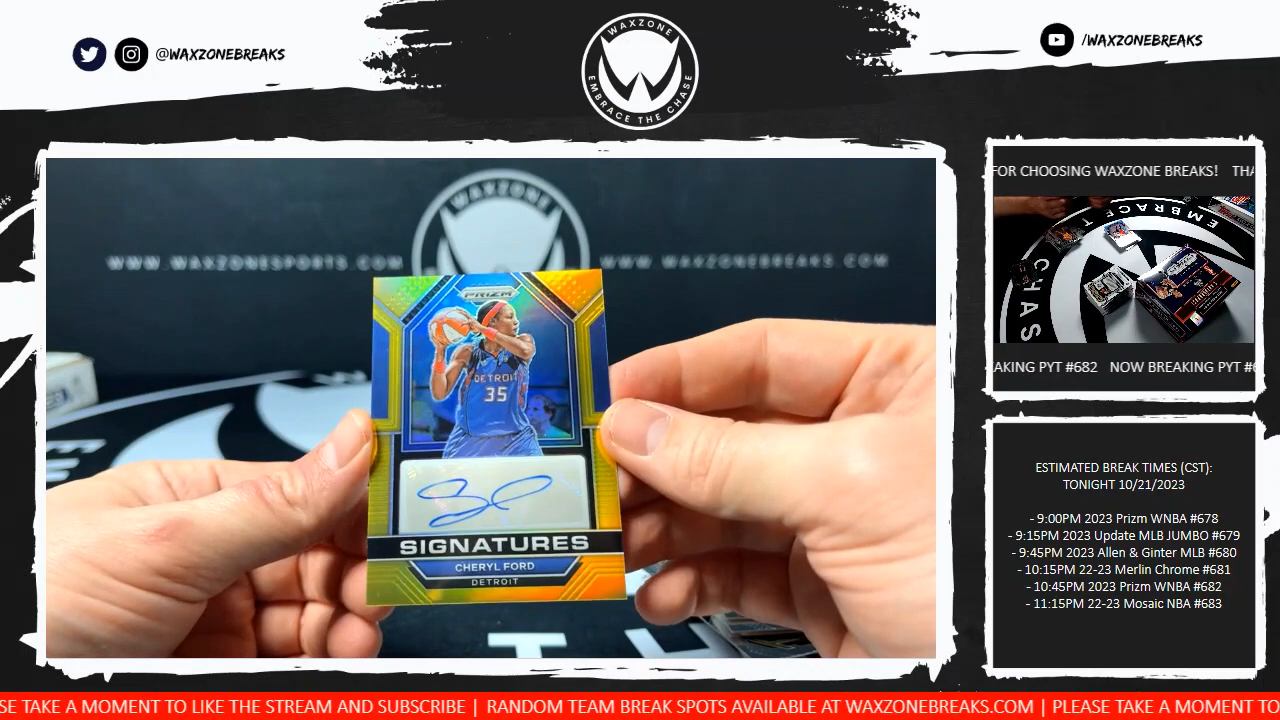 @WAXZONEBREAKS
WAXZONE
EMBRACE THE CHASE
/WAXZONEBREAKS
WAXZONE
WWW.WAXZONESPORTS.COM
WWW.WAXZONEBREAKS.COM
PRIZM
DETROIT
35
SIGNATURES
CHERYL FORD
DETROIT
FOR CHOOSING WAXZONE BREAKS! THA
EMBRACE T
CHAS
AKING PYT #682 NOW BREAKING PYT #6
ESTIMATED BREAK TIMES (CST):
TONIGHT 10/21/2023
- 9:00PM 2023 Prizm WNBA #678
- 9:15PM 2023 Update MLB JUMBO #679
- 9:45PM 2023 Allen & Ginter MLB #680
- 10:15PM 22-23 Merlin Chrome #681
- 10:45PM 2023 Prizm WNBA #682
- 11:15PM 22-23 Mosaic NBA #683
SE TAKE A MOMENT TO LIKE THE STREAM AND SUBSCRIBE | RANDOM TEAM BREAK SPOTS AVAILABLE AT WAXZONEBREAKS.COM | PLEASE TAKE A MOMENT TO